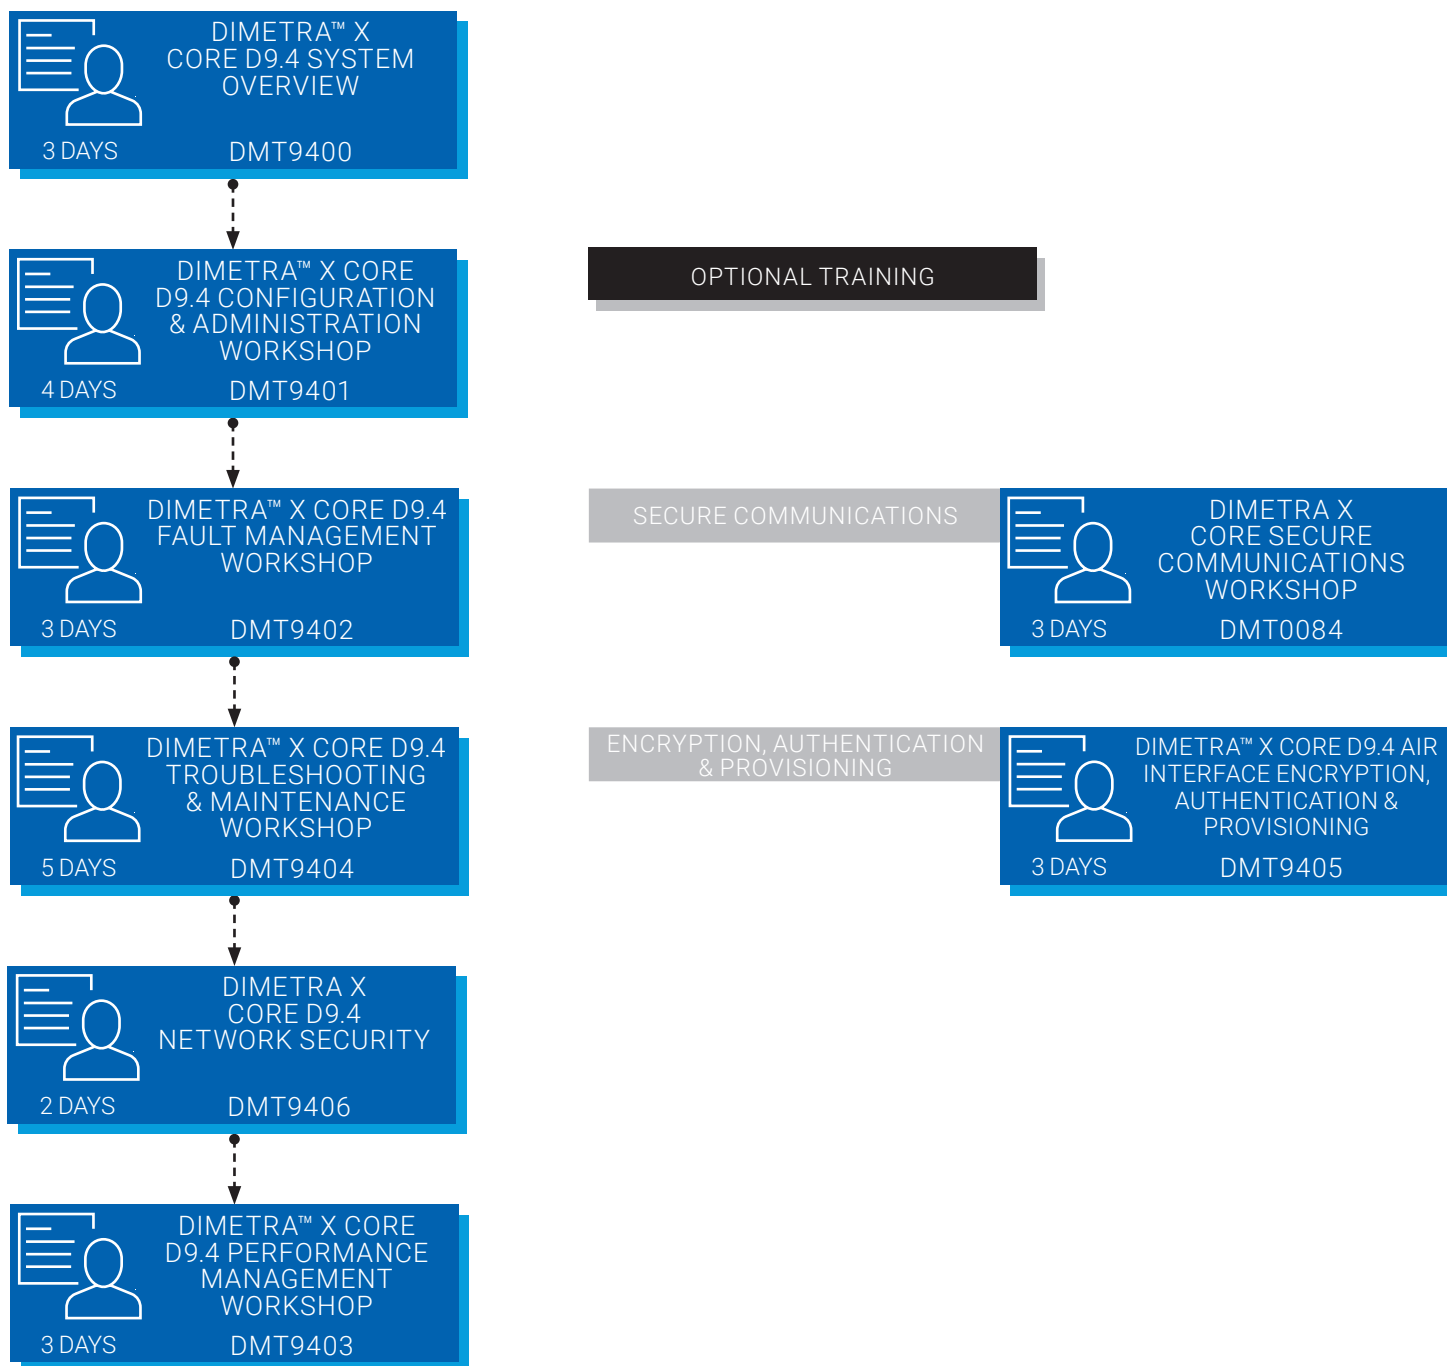 DIMETRA™ X
CORE D9.4 SYSTEM
OVERVIEW
3 DAYS
DMT9400
DIMETRA™ X CORE
D9.4 CONFIGURATION
& ADMINISTRATION
WORKSHOP
4 DAYS
DMT9401
DIMETRA™ X CORE D9.4
FAULT MANAGEMENT
WORKSHOP
3 DAYS
DMT9402
DIMETRA™ X CORE D9.4
TROUBLESHOOTING
& MAINTENANCE
WORKSHOP
5 DAYS
DMT9404
DIMETRA X
CORE D9.4
NETWORK SECURITY
2 DAYS
DMT9406
DIMETRA™ X CORE
D9.4 PERFORMANCE
MANAGEMENT
WORKSHOP
3 DAYS
DMT9403
OPTIONAL TRAINING
SECURE COMMUNICATIONS
DIMETRA X
CORE SECURE
COMMUNICATIONS
WORKSHOP
3 DAYS
DMT0084
ENCRYPTION, AUTHENTICATION
& PROVISIONING
DIMETRA™ X CORE D9.4 AIR
INTERFACE ENCRYPTION,
AUTHENTICATION &
PROVISIONING
3 DAYS
DMT9405